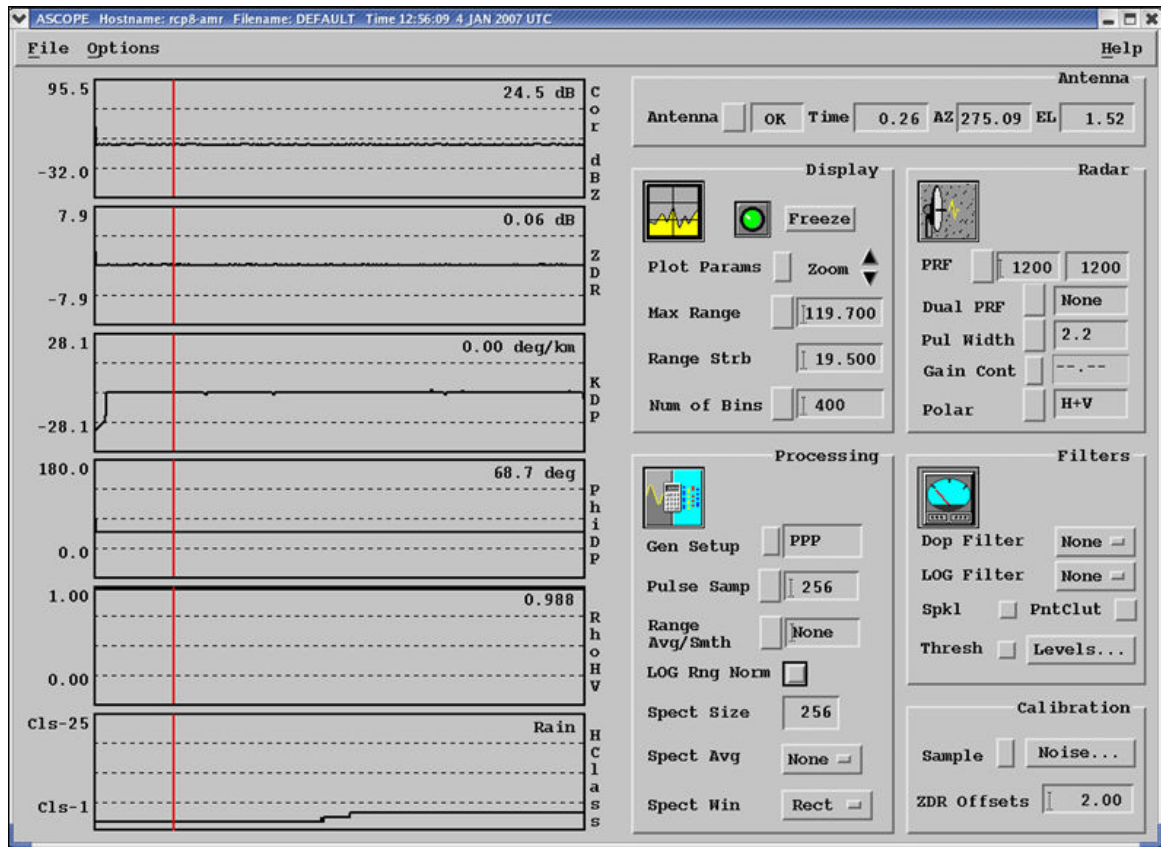 ASCOPE Hostname: rcp8-amr Filename: DEFAULT Time 12:56:09 4 JAN 2007 UTC
File Options Help
95.5 24.5 dB
-32.0
Cor dBZ
7.9 0.06 dB
-7.9
ZDR
28.1 0.00 deg/km
-28.1
KDP
180.0 68.7 deg
0.0
PhiDP
1.00 0.988
0.00
RhoHV
Cls-25 Rain
Cls-1
HClass
Antenna
Antenna OK Time 0.26 AZ 275.09 EL 1.52
Display
Freeze
Plot Params Zoom
Max Range 119.700
Range Strb 19.500
Num of Bins 400
Radar
PRF 1200 1200
Dual PRF None
Pul Width 2.2
Gain Cont --.--
Polar H+V
Processing
Gen Setup PPP
Pulse Samp 256
Range
Avg/Smth None
LOG Rng Norm
Spect Size 256
Spect Avg None
Spect Win Rect
Filters
Dop Filter None
LOG Filter None
Spkl PntClut
Thresh Levels...
Calibration
Sample Noise...
ZDR Offsets 2.00